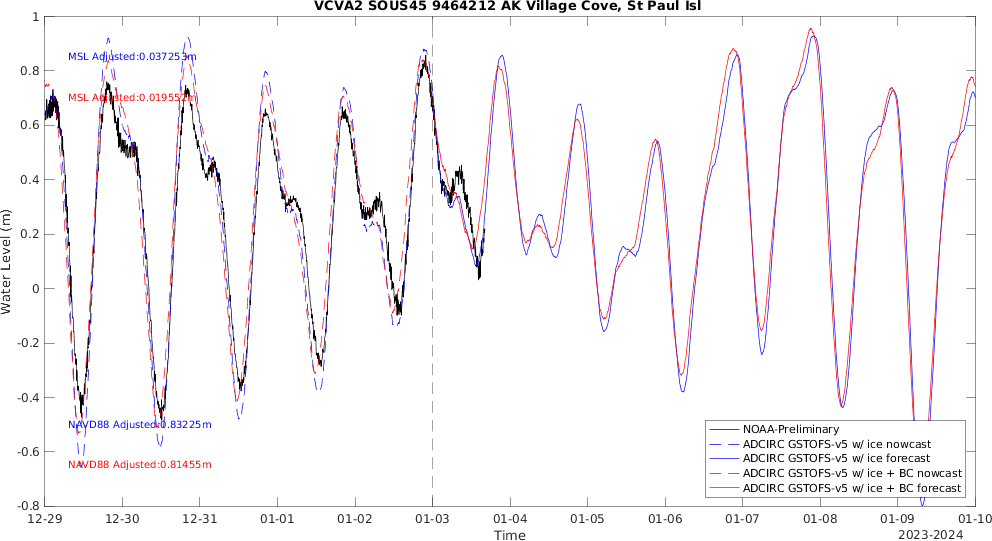 VCVA2 SOUS45 9464212 AK Village Cove, St Paul Isl
Water Level (m)
1
0.8
0.6
0.4
0.2
0
-0.2
-0.4
-0.6
-0.8
MSL Adjusted:0.037253m
MSL Adjusted:0.019552m
NAVD88 Adjusted:0.83225m
NAVD88 Adjusted:0.81455m
NOAA-Preliminary
ADCIRC GSTOFS-v5 w/ ice nowcast
ADCIRC GSTOFS-v5 w/ ice forecast
ADCIRC GSTOFS-v5 w/ ice + BC nowcast
ADCIRC GSTOFS-v5 w/ ice + BC forecast
12-29 12-30 12-31 01-01 01-02 01-03 01-04 01-05 01-06 01-07 01-08 01-09 01-10
Time
2023-2024